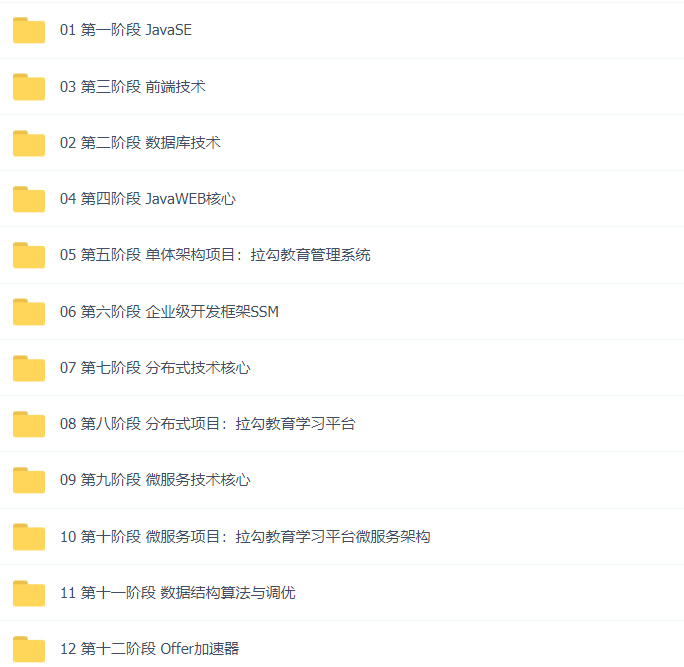 01 第一阶段 JavaSE
03 第三阶段 前端技术
02 第二阶段 数据库技术
04 第四阶段 JavaWEB核心
05 第五阶段 单体架构项目：拉勾教育管理系统
06 第六阶段 企业级开发框架SSM
07 第七阶段 分布式技术核心
08 第八阶段 分布式项目：拉勾教育学习平台
09 第九阶段 微服务技术核心
10 第十阶段 微服务项目：拉勾教育学习平台微服务架构
11 第十一阶段 数据结构算法与调优
12 第十二阶段 Offer加速器